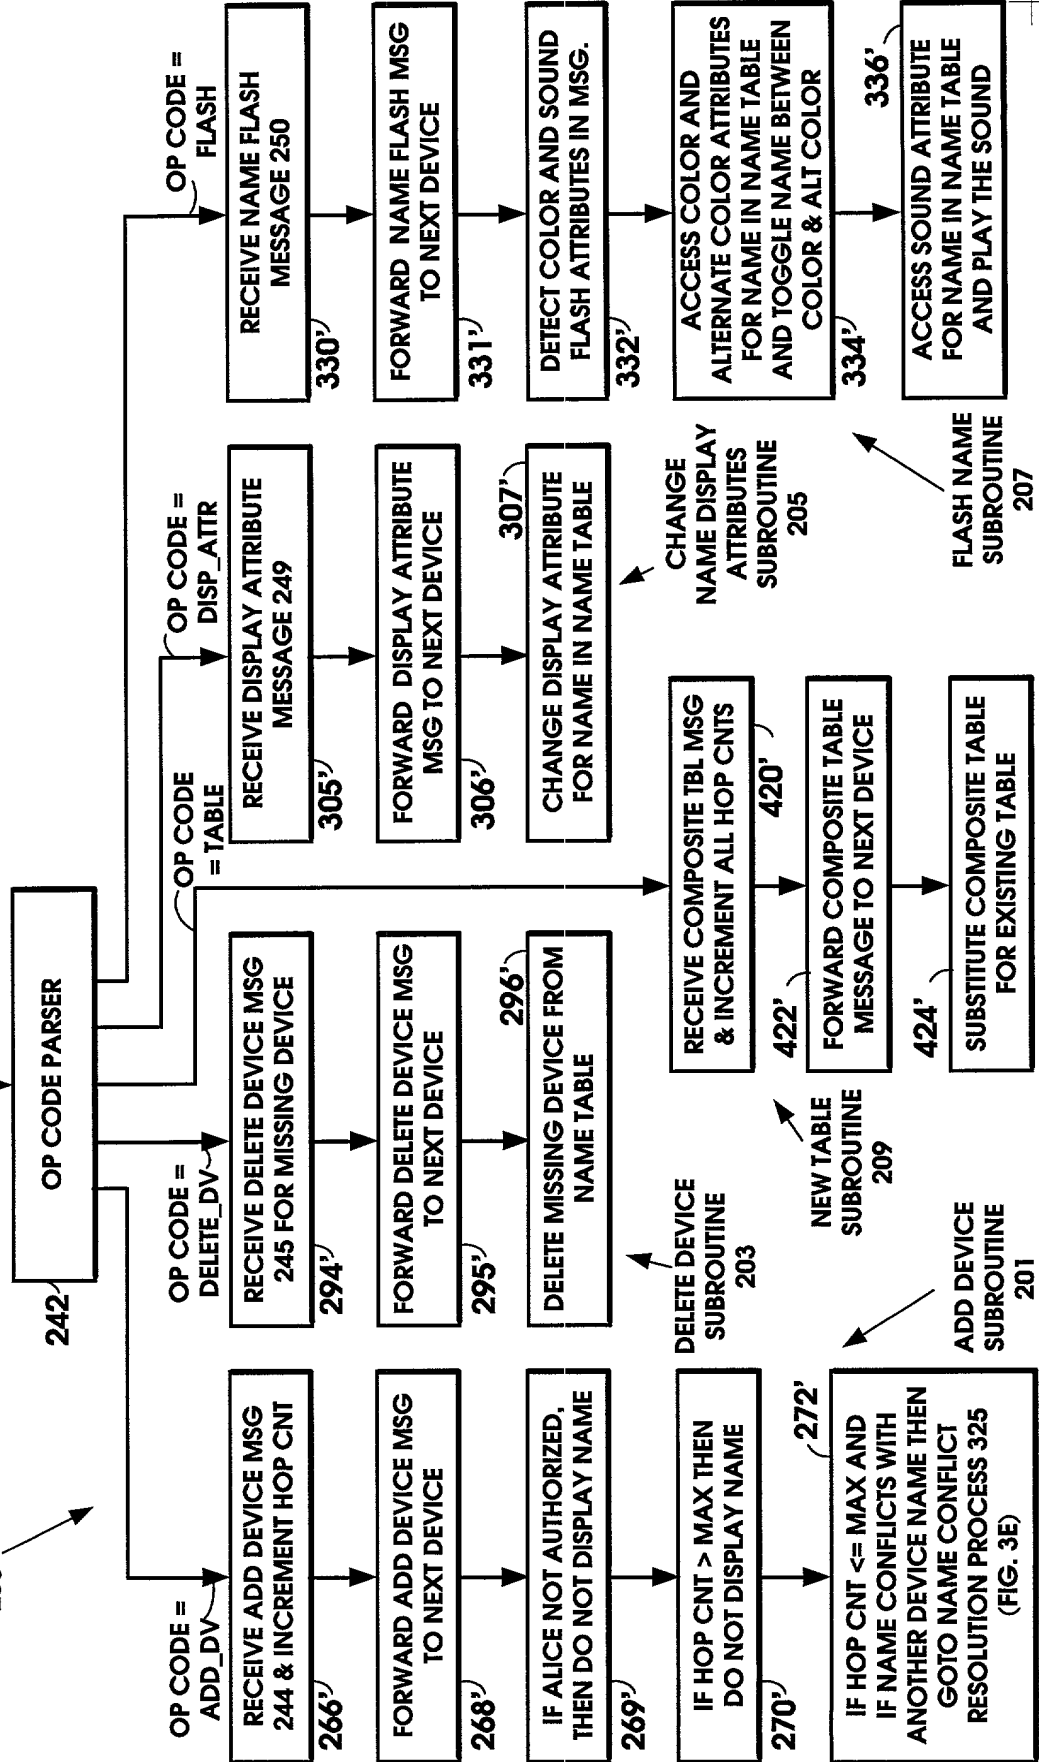 OP CODE PARSER
242
OP CODE =
ADD_DV
RECEIVE ADD DEVICE MSG
244 & INCREMENT HOP CNT
266'
FORWARD ADD DEVICE MSG
TO NEXT DEVICE
268'
IF ALICE NOT AUTHORIZED,
THEN DO NOT DISPLAY NAME
269'
IF HOP CNT > MAX THEN
DO NOT DISPLAY NAME
270'
272'
IF HOP CNT <= MAX AND
IF NAME CONFLICTS WITH
ANOTHER DEVICE NAME THEN
GOTO NAME CONFLICT
RESOLUTION PROCESS 325
(FIG. 3E)
ADD DEVICE
SUBROUTINE
201
OP CODE =
DELETE_DV
RECEIVE DELETE DEVICE MSG
245 FOR MISSING DEVICE
294'
FORWARD DELETE DEVICE MSG
TO NEXT DEVICE
295'
296'
DELETE MISSING DEVICE FROM
NAME TABLE
DELETE DEVICE
SUBROUTINE
203
OP CODE
= TABLE
RECEIVE COMPOSITE TBL MSG
& INCREMENT ALL HOP CNTS
420'
FORWARD COMPOSITE TABLE
MESSAGE TO NEXT DEVICE
422'
SUBSTITUTE COMPOSITE TABLE
FOR EXISTING TABLE
424'
NEW TABLE
SUBROUTINE
209
OP CODE =
DISP_ATTR
RECEIVE DISPLAY ATTRIBUTE
MESSAGE 249
305'
FORWARD DISPLAY ATTRIBUTE
MSG TO NEXT DEVICE
306'
307'
CHANGE DISPLAY ATTRIBUTE
FOR NAME IN NAME TABLE
CHANGE
NAME DISPLAY
ATTRIBUTES
SUBROUTINE
205
OP CODE =
FLASH
RECEIVE NAME FLASH
MESSAGE 250
330'
FORWARD NAME FLASH MSG
TO NEXT DEVICE
331'
DETECT COLOR AND SOUND
FLASH ATTRIBUTES IN MSG.
332'
ACCESS COLOR AND
ALTERNATE COLOR ATTRIBUTES
FOR NAME IN NAME TABLE
AND TOGGLE NAME BETWEEN
COLOR & ALT COLOR
334'
336'
ACCESS SOUND ATTRIBUTE
FOR NAME IN NAME TABLE
AND PLAY THE SOUND
FLASH NAME
SUBROUTINE
207